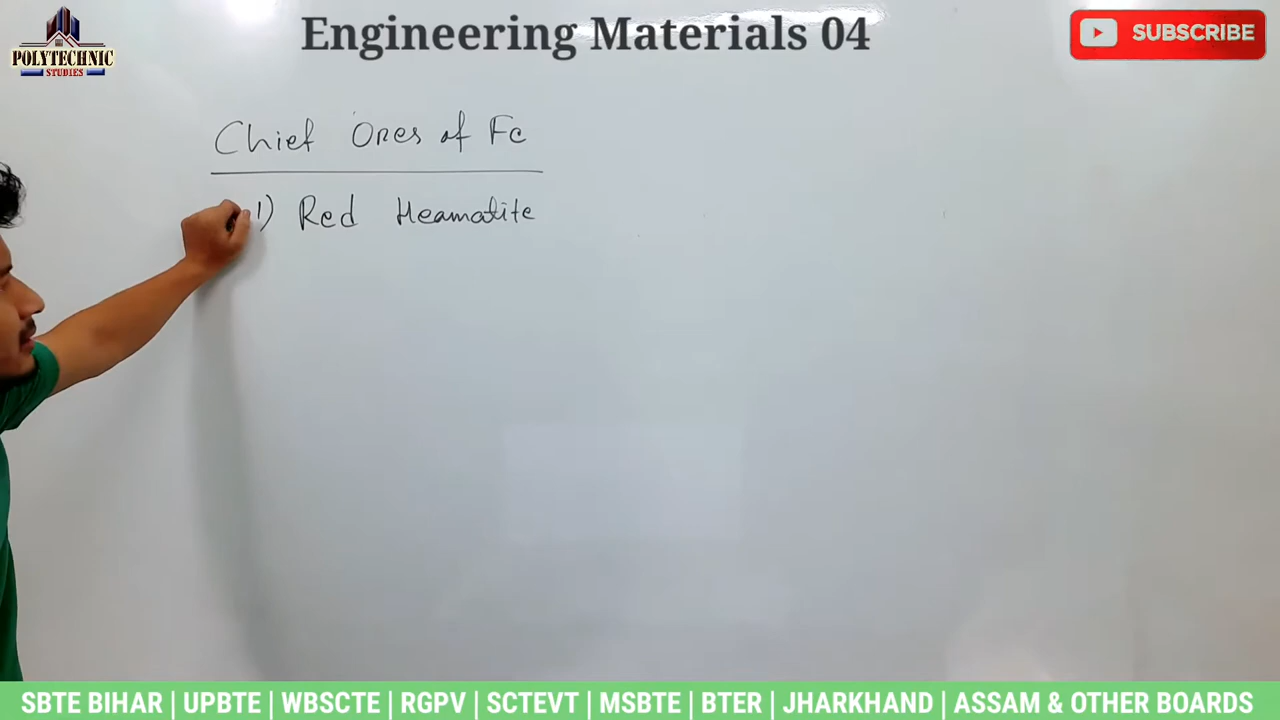 Engineering Materials 04
POLYTECHNIC
STUDIES
SUBSCRIBE
Chief Ores of Fe
1) Red Heamatite
SBTE BIHAR | UPBTE | WBSCTE | RGPV | SCTEVT | MSBTE | BTER | JHARKHAND | ASSAM & OTHER BOARDS